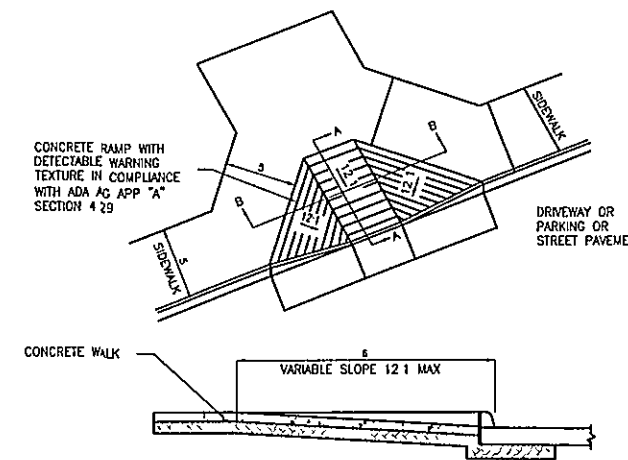 CONCRETE RAMP WITH
DETECTABLE WARNING
TEXTURE IN COMPLIANCE
WITH ADA AG APP "A"
SECTION 4 29
A
B
SIDEWALK
5
12:1
12:1
12:1
B
A
5
SIDEWALK
DRIVEWAY OR
PARKING OR
STREET PAVEME
CONCRETE WALK
6
VARIABLE SLOPE 12 1 MAX